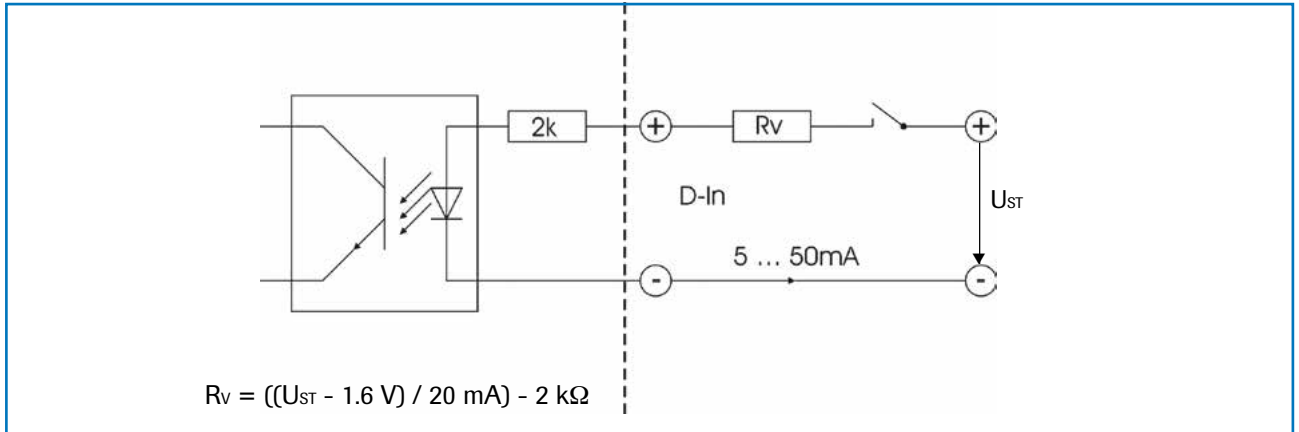 2k + Rv +
D-In
UST
5 ... 50mA
- -
RV = ((UST - 1.6 V) / 20 mA) - 2 kΩ